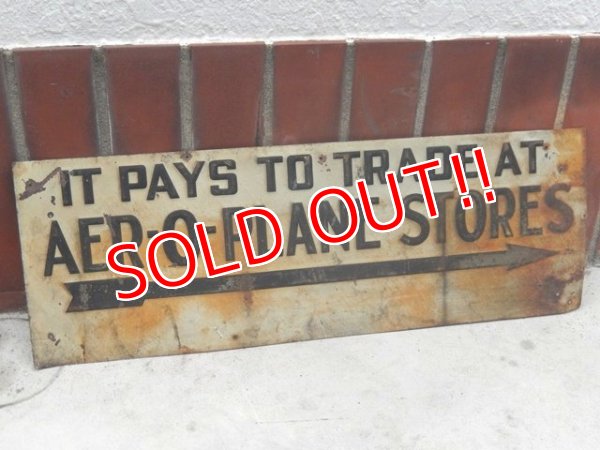 IT PAYS TO TRADE AT
AER-O-PLANE STORES
SOLD OUT!!